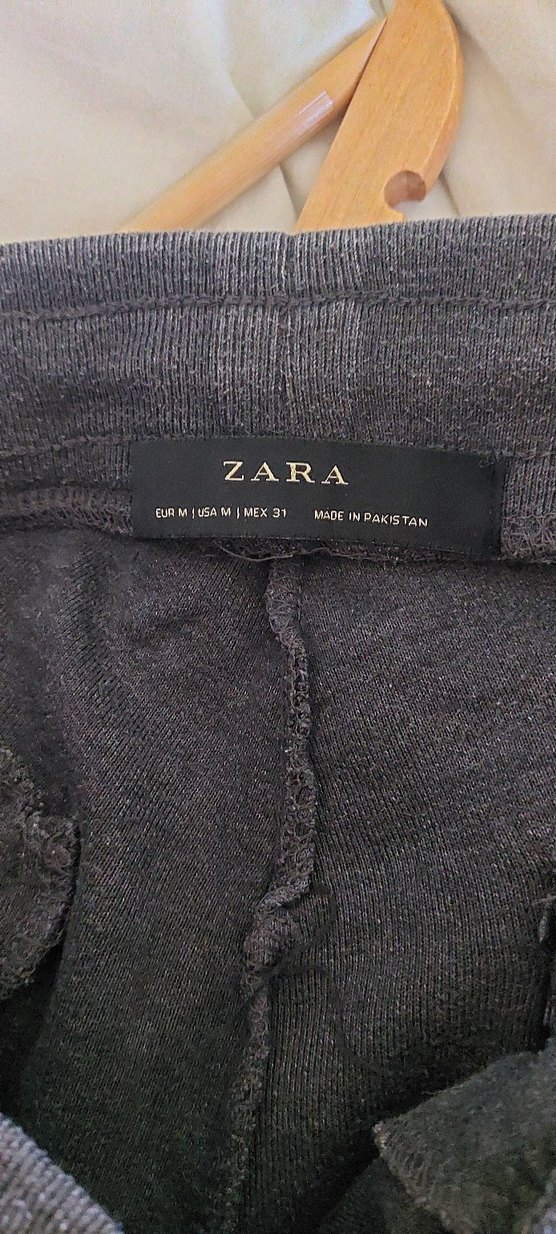 ZARA
EUR M | USA M | MEX 31 MADE IN PAKISTAN